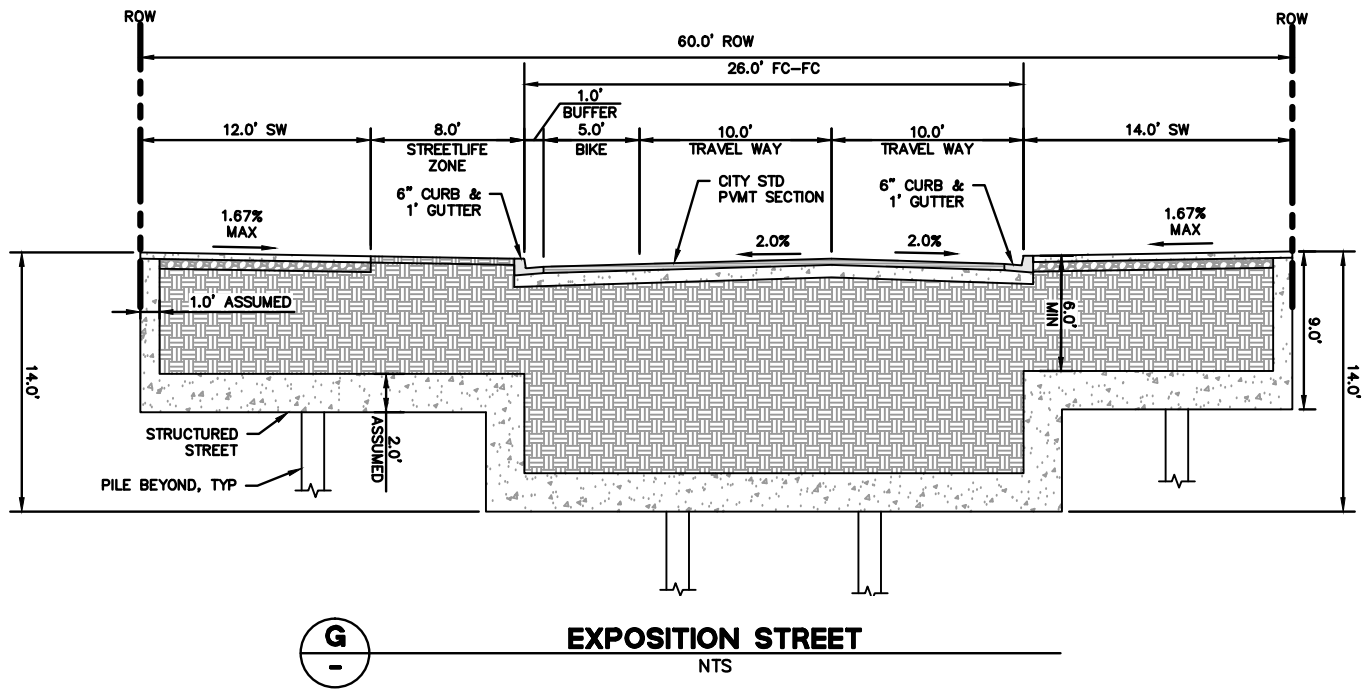 ROW
ROW
60.0' ROW
26.0' FC-FC
1.0'
BUFFER
12.0' SW
8.0'
STREETLIFE
ZONE
5.0'
BIKE
10.0'
TRAVEL WAY
10.0'
TRAVEL WAY
14.0' SW
6" CURB &
1' GUTTER
CITY STD
PVMT SECTION
6" CURB &
1' GUTTER
1.67%
MAX
2.0%
2.0%
1.67%
MAX
1.0' ASSUMED
6.0'
MIN
9.0'
14.0'
14.0'
STRUCTURED
STREET
2.0'
ASSUMED
PILE BEYOND, TYP
G
-
EXPOSITION STREET
NTS